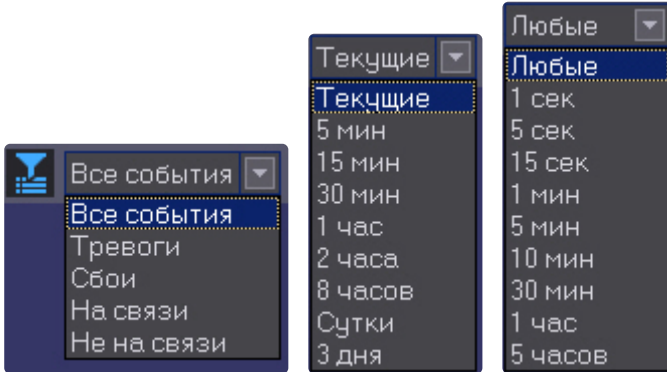 Все события
Все события
Тревоги
Сбои
На связи
Не на связи
Текущие
Текущие
5 мин
15 мин
30 мин
1 час
2 часа
8 часов
Сутки
3 дня
Любые
Любые
1 сек
5 сек
15 сек
1 мин
5 мин
10 мин
30 мин
1 час
5 часов